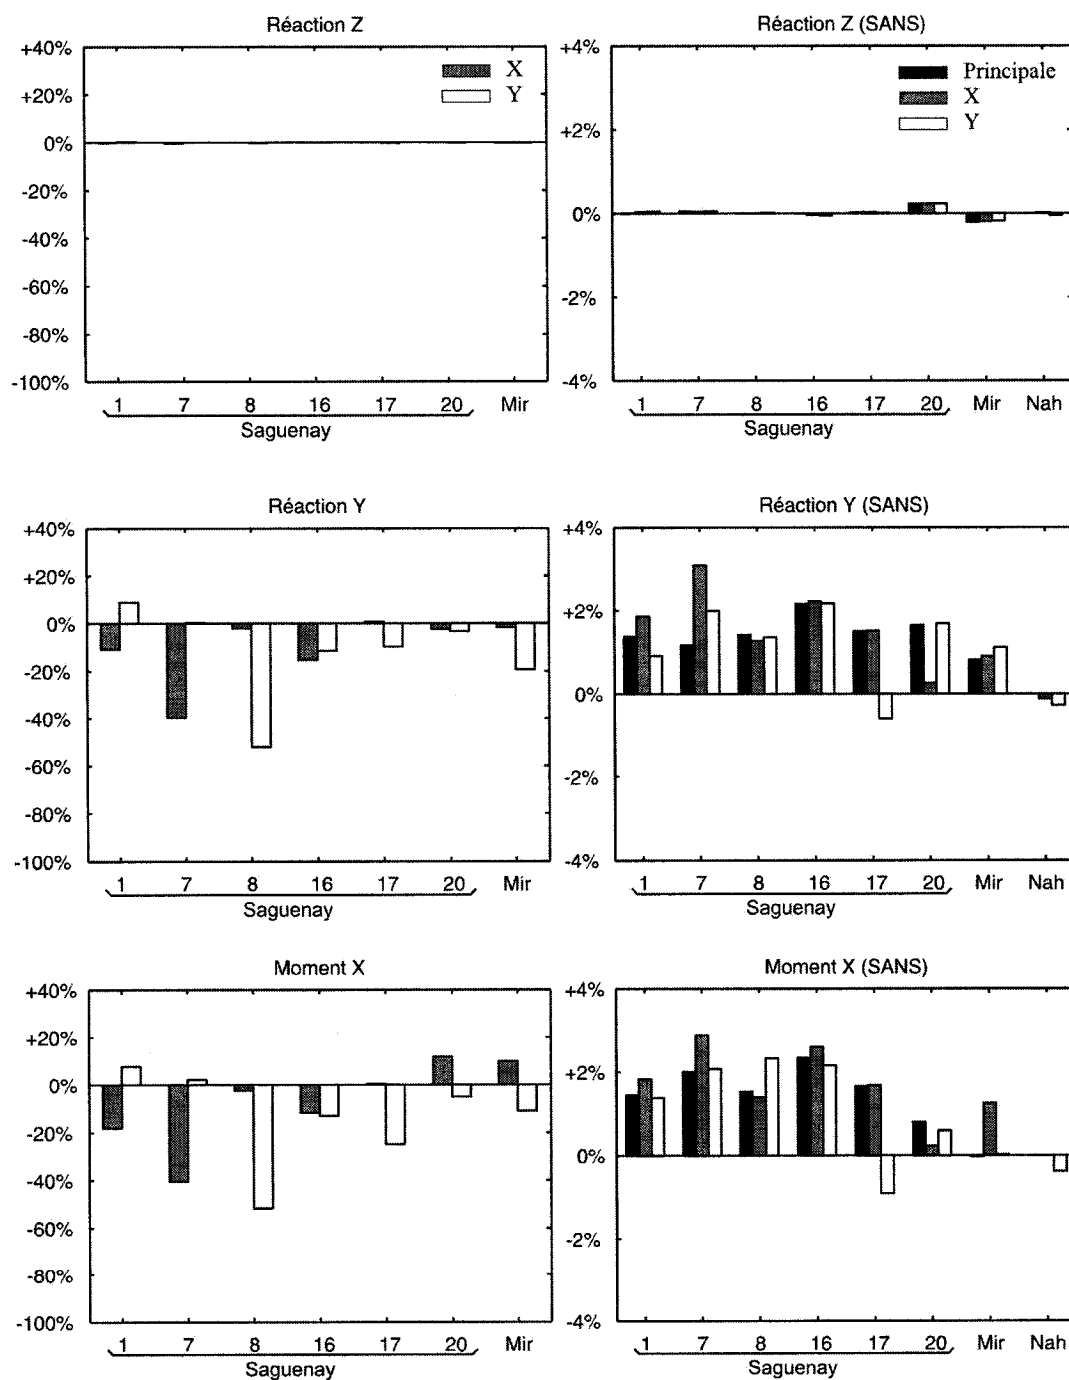 Réaction Z
+40%
+20%
0%
-20%
-40%
-60%
-80%
-100%
X
Y
1 7 8 16 17 20 Mir
Saguenay
Réaction Z (SANS)
+4%
+2%
0%
-2%
-4%
Principale
X
Y
1 7 8 16 17 20 Mir Nah
Saguenay
Réaction Y
+40%
+20%
0%
-20%
-40%
-60%
-80%
-100%
1 7 8 16 17 20 Mir
Saguenay
Réaction Y (SANS)
+4%
+2%
0%
-2%
-4%
1 7 8 16 17 20 Mir Nah
Saguenay
Moment X
+40%
+20%
0%
-20%
-40%
-60%
-80%
-100%
1 7 8 16 17 20 Mir
Saguenay
Moment X (SANS)
+4%
+2%
0%
-2%
-4%
1 7 8 16 17 20 Mir Nah
Saguenay